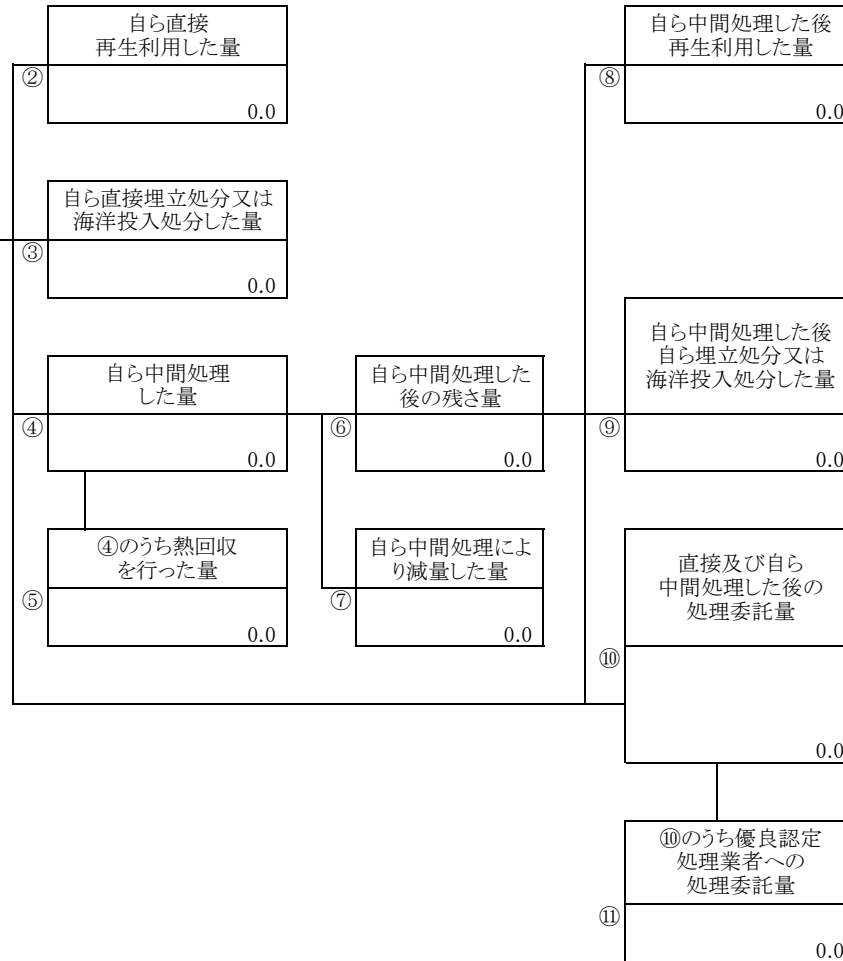 自ら直接
再生利用した量
②
0.0
自ら中間処理した後
再生利用した量
⑧
0.0
自ら直接埋立処分又は
海洋投入処分した量
③
0.0
自ら中間処理
した量
④
0.0
自ら中間処理した
後の残さ量
⑥
0.0
自ら中間処理した後
自ら埋立処分又は
海洋投入処分した量
⑨
0.0
④のうち熱回収
を行った量
⑤
0.0
自ら中間処理によ
り減量した量
⑦
0.0
直接及び自ら
中間処理した後の
処理委託量
⑩
0.0
⑩のうち優良認定
処理業者への
処理委託量
⑪
0.0